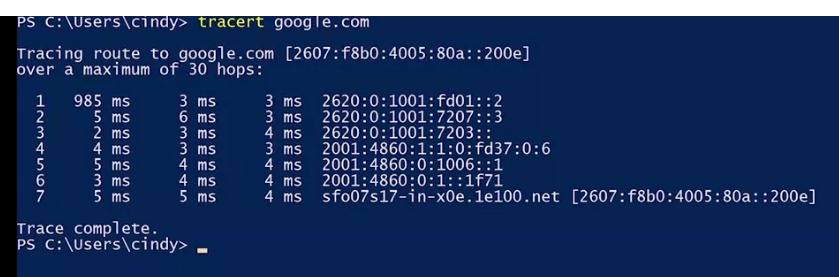 PS C:\Users\cindy> tracert google.com
Tracing route to google.com [2607:f8b0:4005:80a::200e]
over a maximum of 30 hops:
1 985 ms 3 ms 3 ms 2620:0:1001:fd01::2
2 5 ms 6 ms 3 ms 2620:0:1001:7207::3
3 2 ms 3 ms 4 ms 2620:0:1001:7203::
4 4 ms 3 ms 3 ms 2001:4860:1:1:0:fd37:0:6
5 5 ms 4 ms 4 ms 2001:4860:0:1006::1
6 3 ms 4 ms 4 ms 2001:4860:0:1::1f71
7 5 ms 5 ms 4 ms sfo07s17-in-x0e.1e100.net [2607:f8b0:4005:80a::200e]
Trace complete.
PS C:\Users\cindy> _